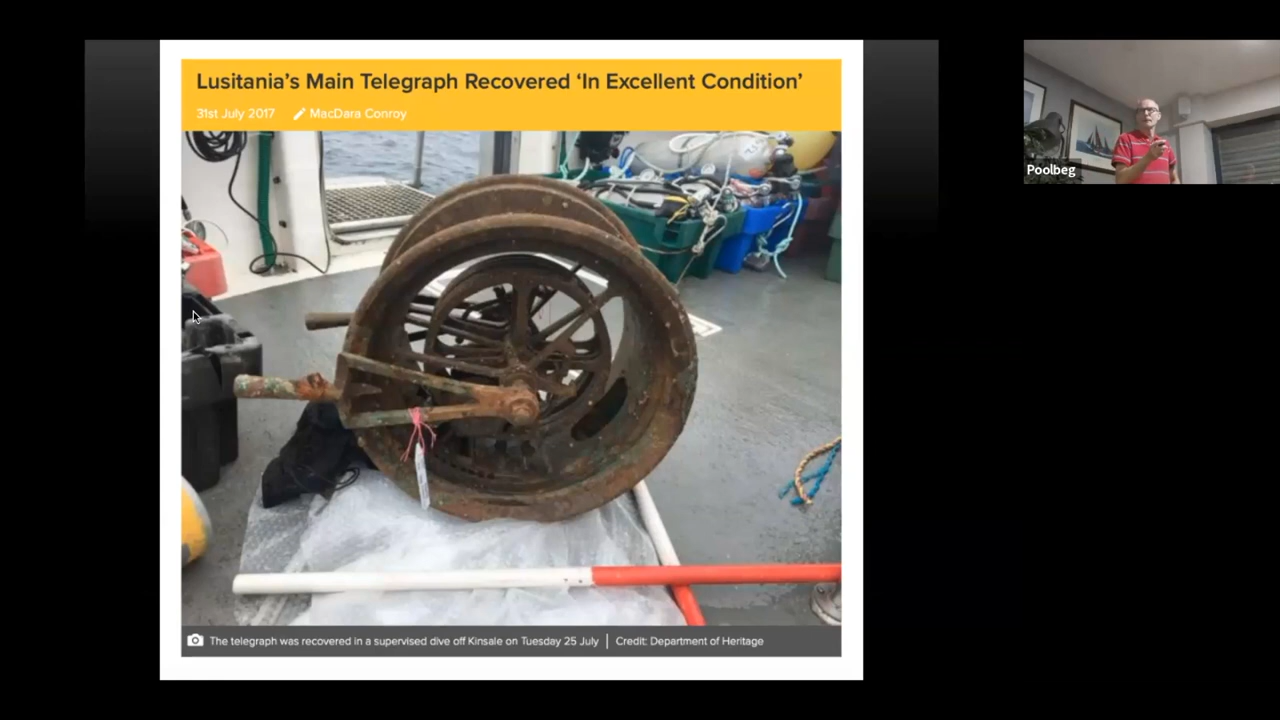 Lusitania’s Main Telegraph Recovered ‘In Excellent Condition’
31st July 2017 MacDara Conroy
Poolbeg
The telegraph was recovered in a supervised dive off Kinsale on Tuesday 25 July | Credit: Department of Heritage